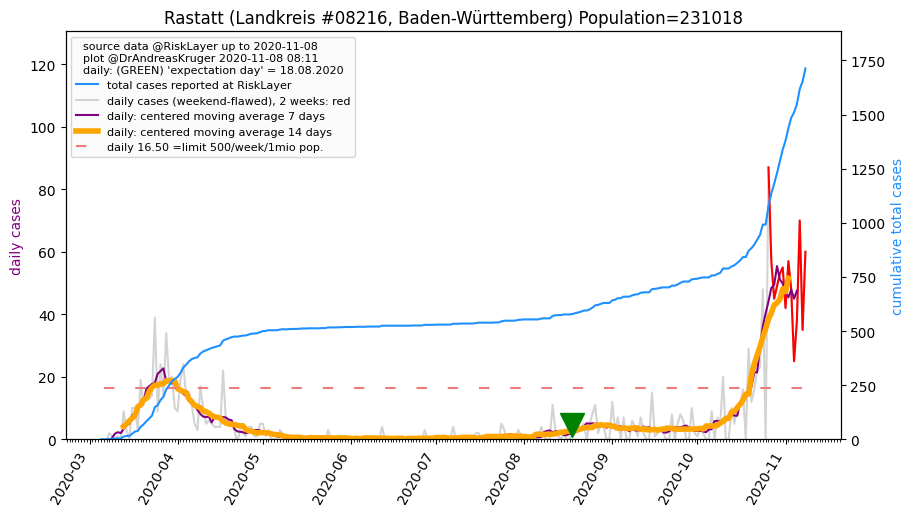 Rastatt (Landkreis #08216, Baden-Württemberg) Population=231018
source data @RiskLayer up to 2020-11-08
plot @DrAndreasKruger 2020-11-08 08:11
daily: (GREEN) 'expectation day' = 18.08.2020
total cases reported at RiskLayer
daily cases (weekend-flawed), 2 weeks: red
daily: centered moving average 7 days
daily: centered moving average 14 days
daily 16.50 =limit 500/week/1mio pop.
daily cases
120
100
80
60
40
20
0
cumulative total cases
1750
1500
1250
1000
750
500
250
0
2020-03
2020-04
2020-05
2020-06
2020-07
2020-08
2020-09
2020-10
2020-11